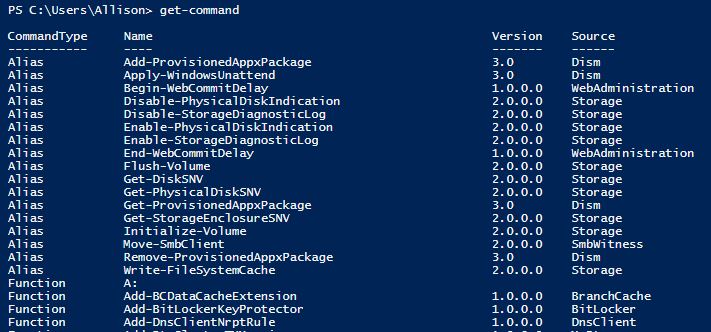 PS C:\Users\Allison> get-command
CommandType Name Version Source
----------- ---- ------- ------
Alias Add-ProvisionedAppxPackage 3.0 Dism
Alias Apply-WindowsUnattend 3.0 Dism
Alias Begin-WebCommitDelay 1.0.0.0 WebAdministration
Alias Disable-PhysicalDiskIndication 2.0.0.0 Storage
Alias Disable-StorageDiagnosticLog 2.0.0.0 Storage
Alias Enable-PhysicalDiskIndication 2.0.0.0 Storage
Alias Enable-StorageDiagnosticLog 2.0.0.0 Storage
Alias End-WebCommitDelay 1.0.0.0 WebAdministration
Alias Flush-Volume 2.0.0.0 Storage
Alias Get-DiskSNV 2.0.0.0 Storage
Alias Get-PhysicalDiskSNV 2.0.0.0 Storage
Alias Get-ProvisionedAppxPackage 3.0 Dism
Alias Get-StorageEnclosureSNV 2.0.0.0 Storage
Alias Initialize-Volume 2.0.0.0 Storage
Alias Move-SmbClient 2.0.0.0 SmbWitness
Alias Remove-ProvisionedAppxPackage 3.0 Dism
Alias Write-FileSystemCache 2.0.0.0 Storage
Function A:
Function Add-BCDataCacheExtension 1.0.0.0 BranchCache
Function Add-BitLockerKeyProtector 1.0.0.0 BitLocker
Function Add-DnsClientNrptRule 1.0.0.0 DnsClient